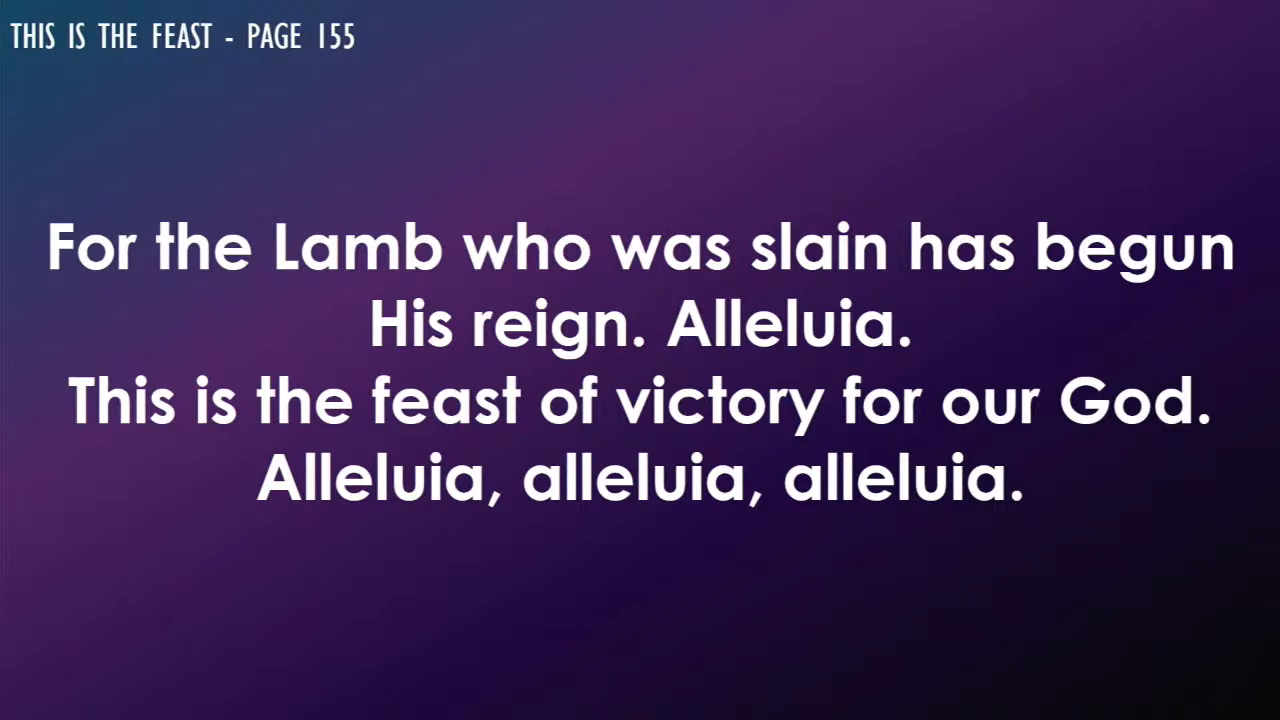 THIS IS THE FEAST - PAGE 155
For the Lamb who was slain has begun
His reign. Alleluia.
This is the feast of victory for our God.
Alleluia, alleluia, alleluia.